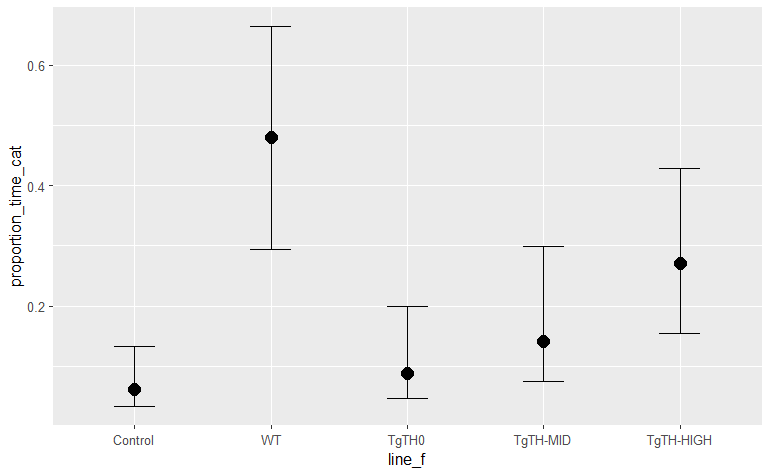 proportion_time_cat
0.6
0.4
0.2
Control WT TgTH0 TgTH-MID TgTH-HIGH
line_f